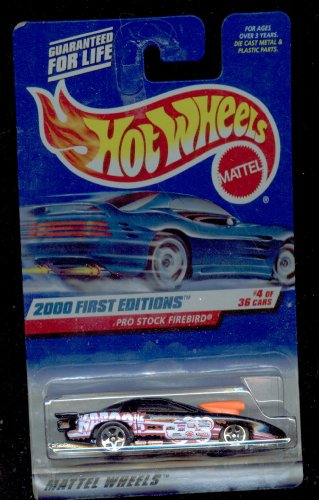 GUARANTEED
FOR LIFE
FOR AGES
OVER 3 YEARS.
DIE CAST METAL &
PLASTIC PARTS.
HOT WHEELS
MATTEL
®
2000 FIRST EDITIONS™
#4 OF
36 CARS
PRO STOCK FIREBIRD®
MATTEL WHEELS